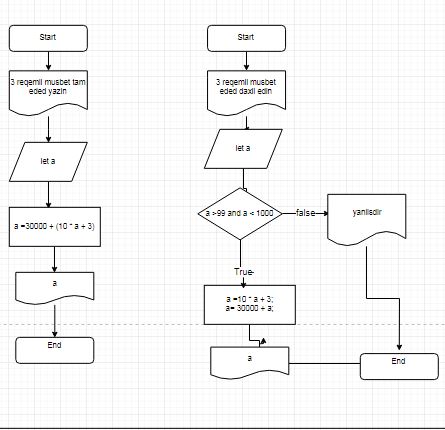 Start
3 reqemli musbet tam
eded yazin
let a
a =30000 + (10 * a + 3)
a
End
Start
3 reqemli musbet
eded daxil edin
let a
a >99 and a < 1000
false
yanlisdir
True
a =10 * a + 3;
a= 30000 + a;
a
End